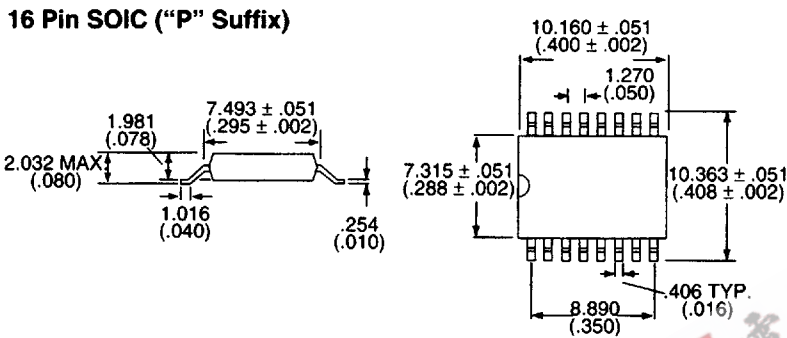 16 Pin SOIC (“P” Suffix)
10.160 ± .051
(.400 ± .002)
1.270
(.050)
1.981
(.078)
7.493 ± .051
(.295 ± .002)
2.032 MAX
(.080)
7.315 ± .051
(.288 ± .002)
10.363 ± .051
(.408 ± .002)
1.016
(.040)
.254
(.010)
.406 TYP.
(.016)
8.890
(.350)